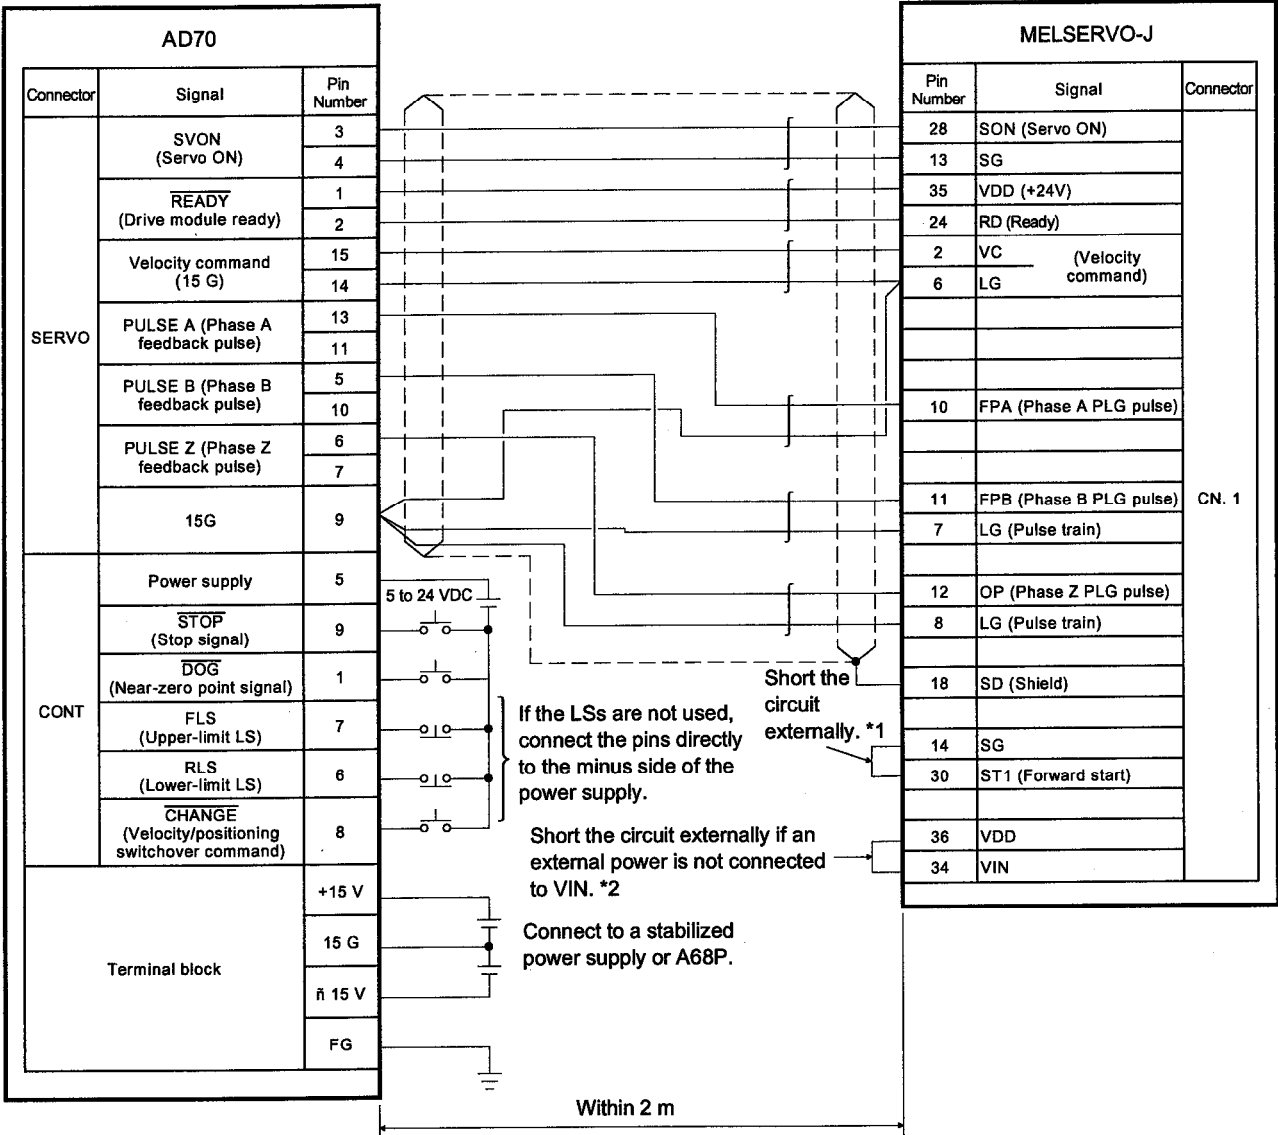 AD70
Connector Signal Pin Number
SERVO
SVON (Servo ON) 3
4
READY (Drive module ready) 1
2
Velocity command (15 G) 15
14
PULSE A (Phase A feedback pulse) 13
11
PULSE B (Phase B feedback pulse) 5
10
PULSE Z (Phase Z feedback pulse) 6
7
15G 9
CONT
Power supply 5
STOP (Stop signal) 9
DOG (Near-zero point signal) 1
FLS (Upper-limit LS) 7
RLS (Lower-limit LS) 6
CHANGE (Velocity/positioning switchover command) 8
Terminal block
+15 V
15 G
ñ 15 V
FG
5 to 24 VDC
If the LSs are not used,
connect the pins directly
to the minus side of the
power supply.
Short the
circuit
externally. *1
Short the circuit externally if an
external power is not connected
to VIN. *2
Connect to a stabilized
power supply or A68P.
Within 2 m
MELSERVO-J
Pin Number Signal Connector
28 SON (Servo ON)
13 SG
35 VDD (+24V)
24 RD (Ready)
2 VC (Velocity
6 LG command)
10 FPA (Phase A PLG pulse)
11 FPB (Phase B PLG pulse) CN. 1
7 LG (Pulse train)
12 OP (Phase Z PLG pulse)
8 LG (Pulse train)
18 SD (Shield)
14 SG
30 ST1 (Forward start)
36 VDD
34 VIN